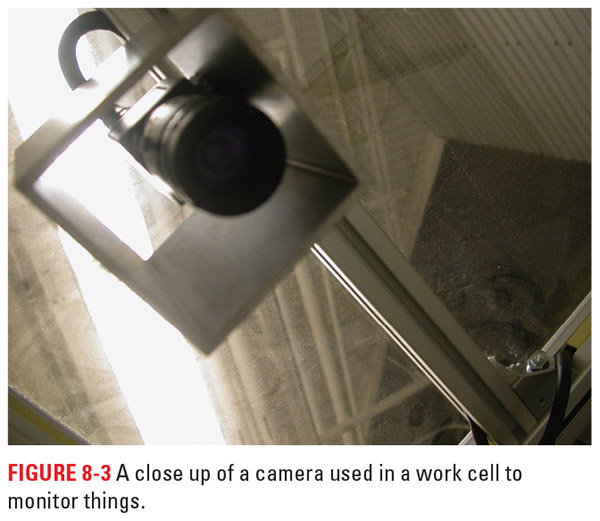 FIGURE 8-3 A close up of a camera used in a work cell to
monitor things.